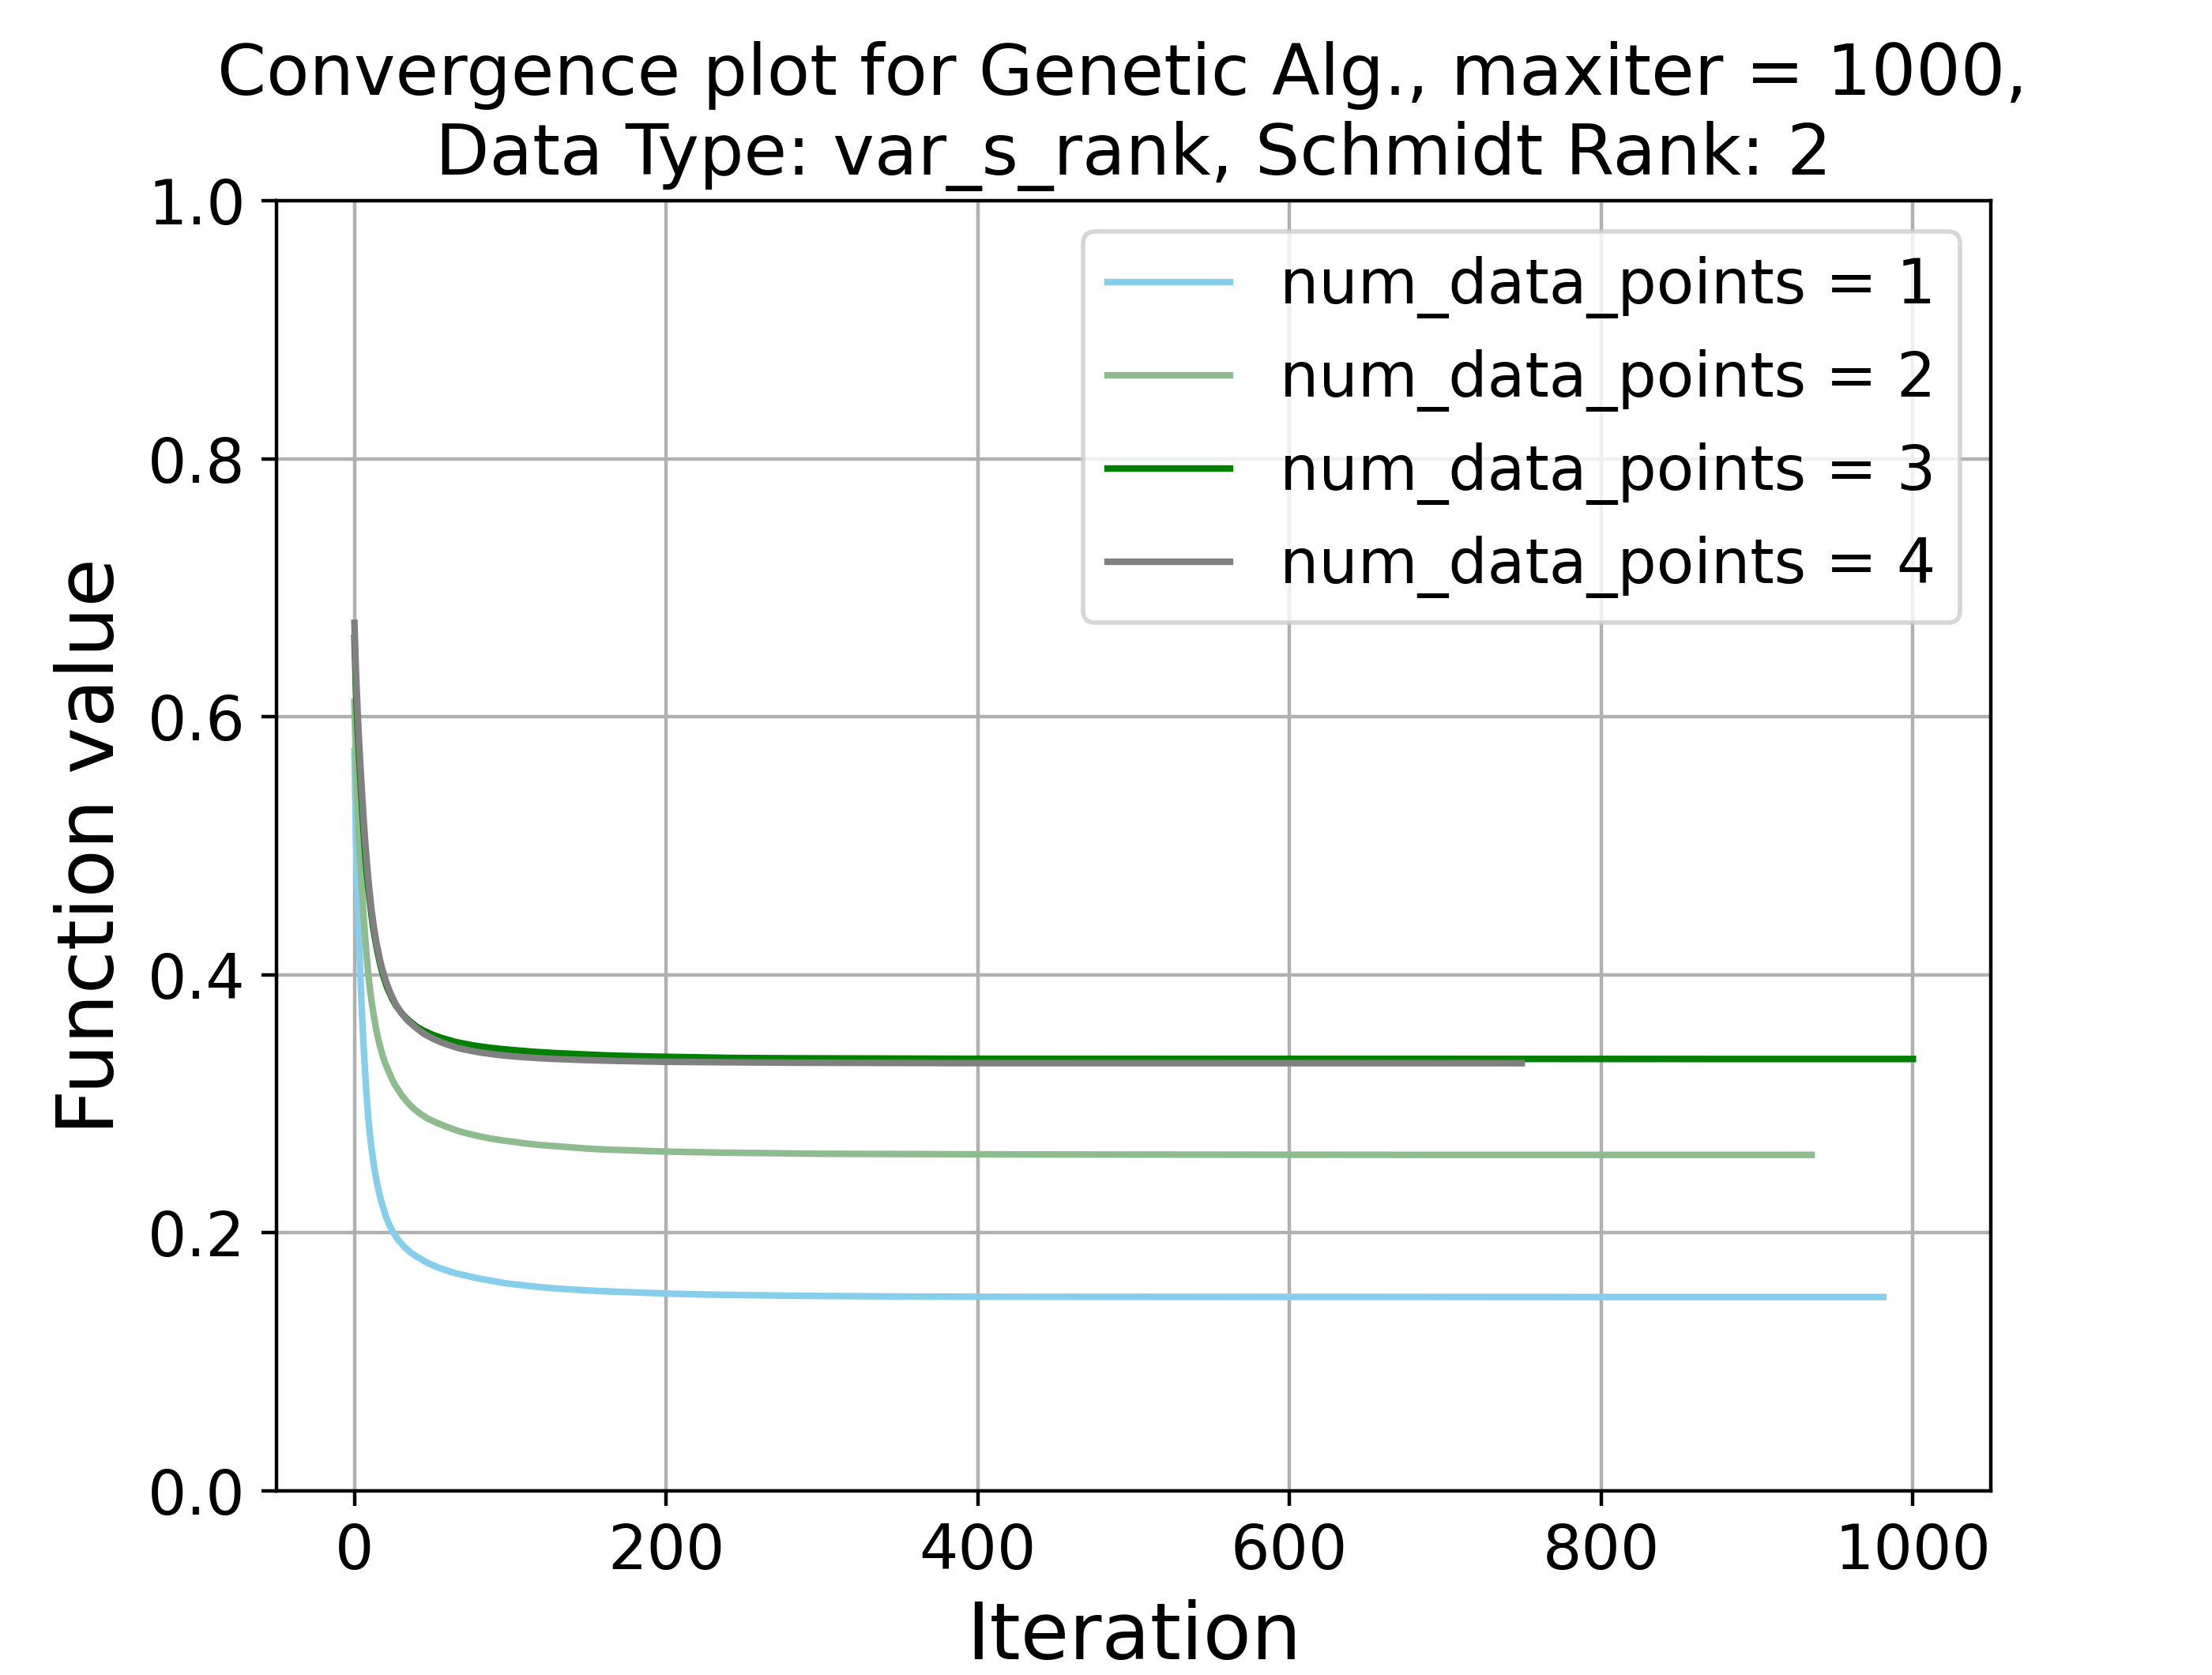 Convergence plot for Genetic Alg., maxiter = 1000,
Data Type: var_s_rank, Schmidt Rank: 2
1.0
0.8
0.6
0.4
0.2
0.0
Function value
num_data_points = 1
num_data_points = 2
num_data_points = 3
num_data_points = 4
0 200 400 600 800 1000
Iteration